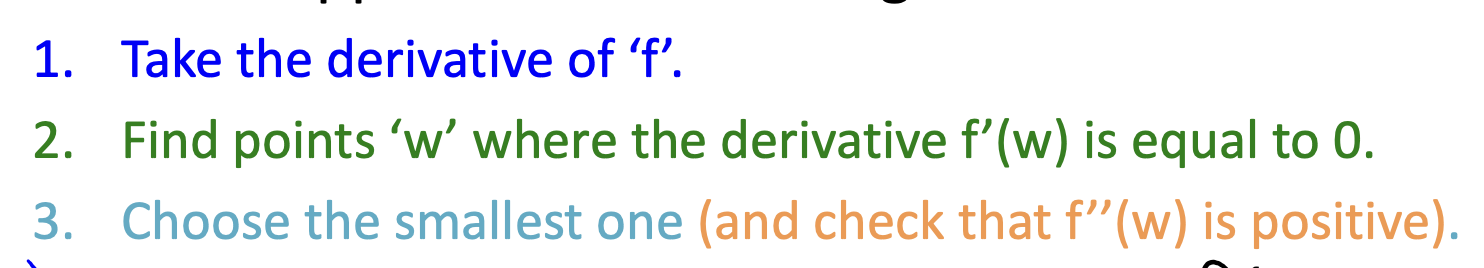 1. Take the derivative of ‘f’.
2. Find points ‘w’ where the derivative f’(w) is equal to 0.
3. Choose the smallest one (and check that f’’(w) is positive).